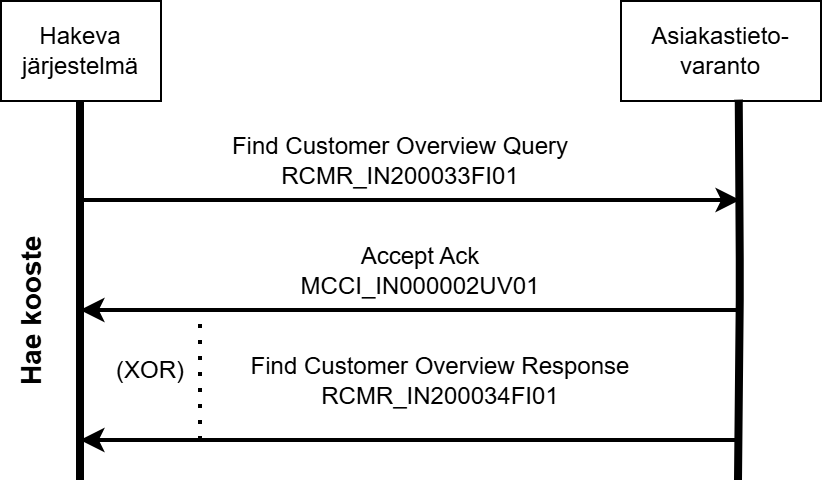 Hakeva
järjestelmä
Asiakastieto-
varanto
Find Customer Overview Query
RCMR_IN200033FI01
Accept Ack
MCCI_IN000002UV01
Hae kooste
(XOR)
Find Customer Overview Response
RCMR_IN200034FI01